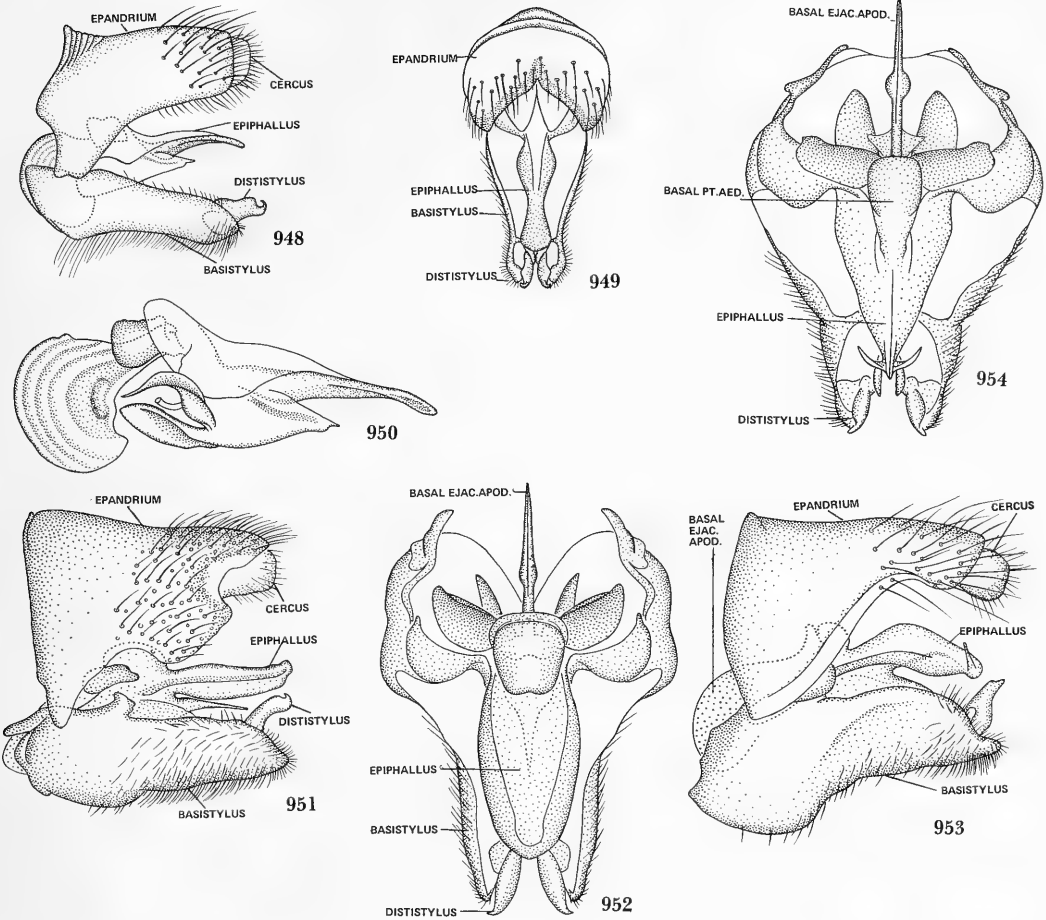 EPANDRIUM
CERCUS
EPIPHALLUS
DISTISTYLUS
948
BASISTYLUS
EPANDRIUM
EPIPHALLUS
BASISTYLUS
DISTISTYLUS
949
BASAL EJAC.APOD.
BASAL PT.AED.
EPIPHALLUS
954
DISTISTYLUS
950
EPANDRIUM
CERCUS
EPIPHALLUS
DISTISTYLUS
951
BASISTYLUS
BASAL EJAC.APOD.
EPIPHALLUS
BASISTYLUS
952
DISTISTYLUS
BASAL
EJAC.
APOD.
EPANDRIUM
CERCUS
EPIPHALLUS
BASISTYLUS
953